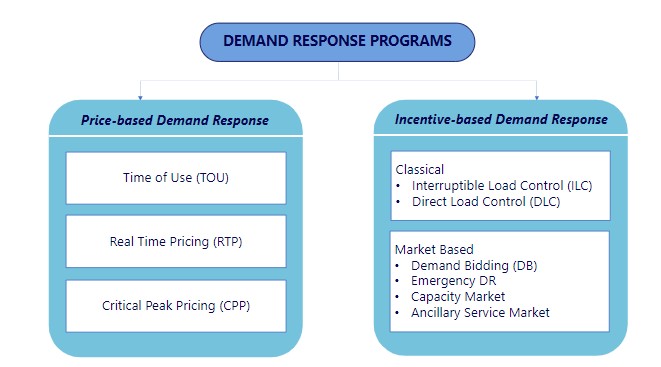 DEMAND RESPONSE PROGRAMS
Price-based Demand Response
Time of Use (TOU)
Real Time Pricing (RTP)
Critical Peak Pricing (CPP)
Incentive-based Demand Response
Classical
• Interruptible Load Control (ILC)
• Direct Load Control (DLC)
Market Based
• Demand Bidding (DB)
• Emergency DR
• Capacity Market
• Ancillary Service Market